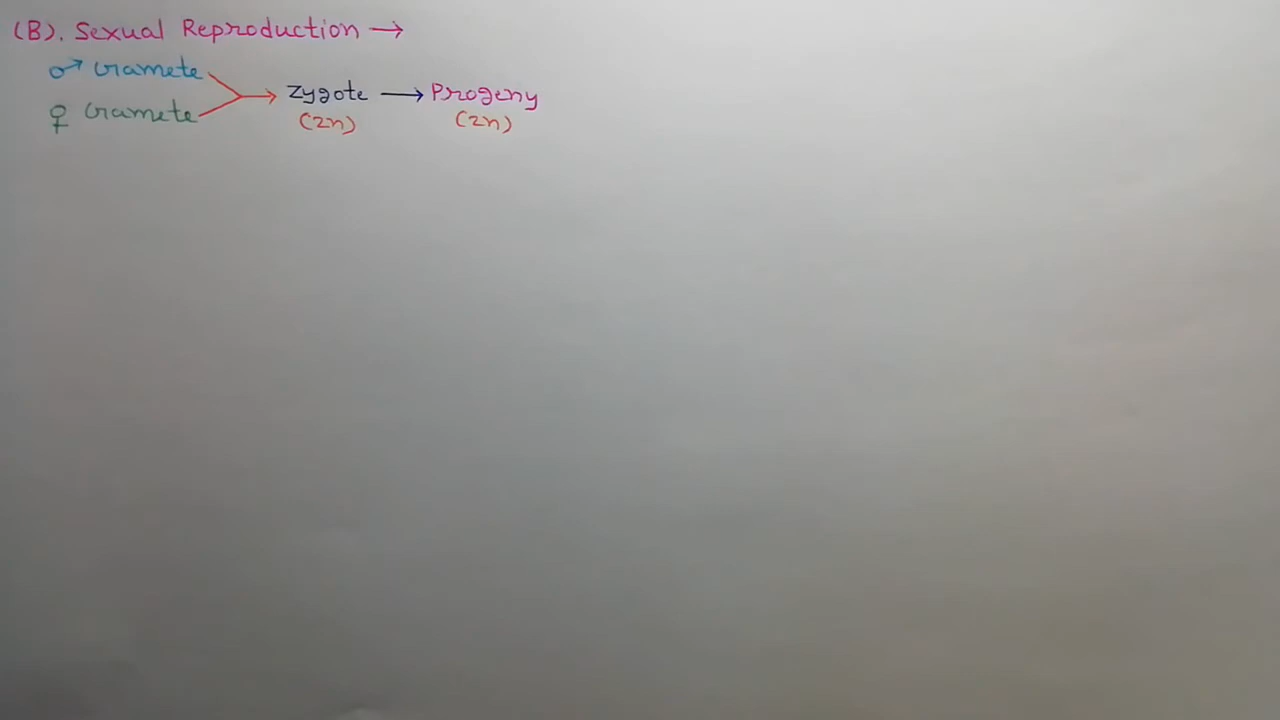 (B). Sexual Reproduction →
♂ Gamete
♀ Gamete
→ Zygote → Progeny
(2n) (2n)